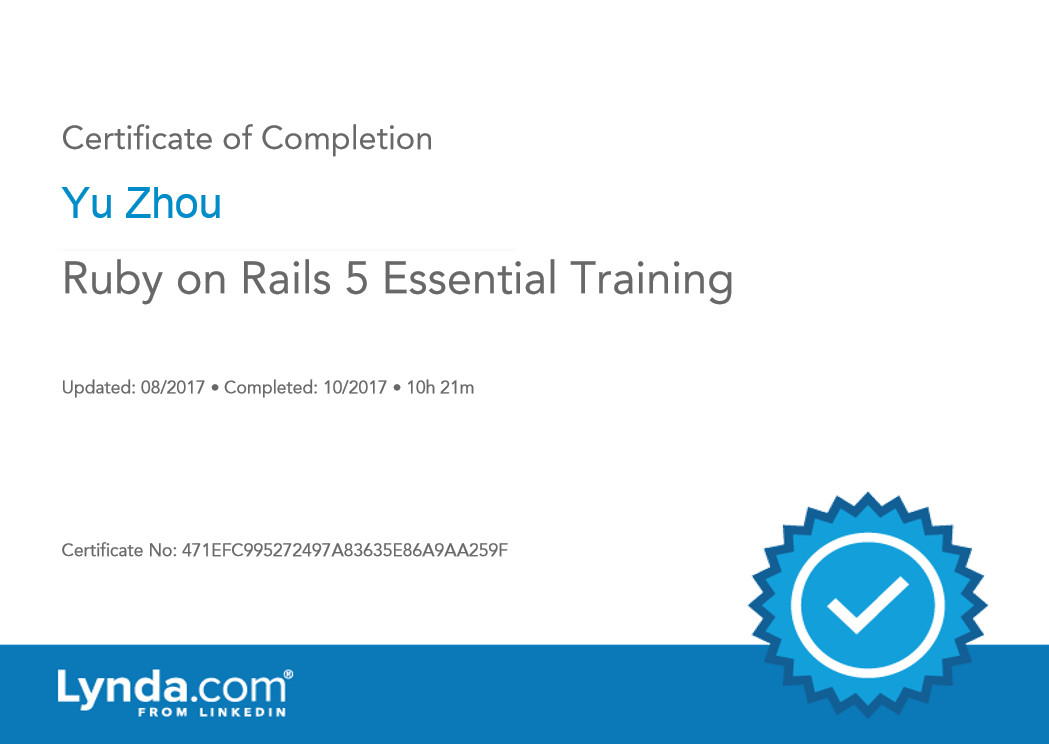 Certificate of Completion
Yu Zhou
Ruby on Rails 5 Essential Training
Updated: 08/2017 • Completed: 10/2017 • 10h 21m
Certificate No: 471EFC995272497A83635E86A9AA259F
Lynda.com®
FROM LINKEDIN